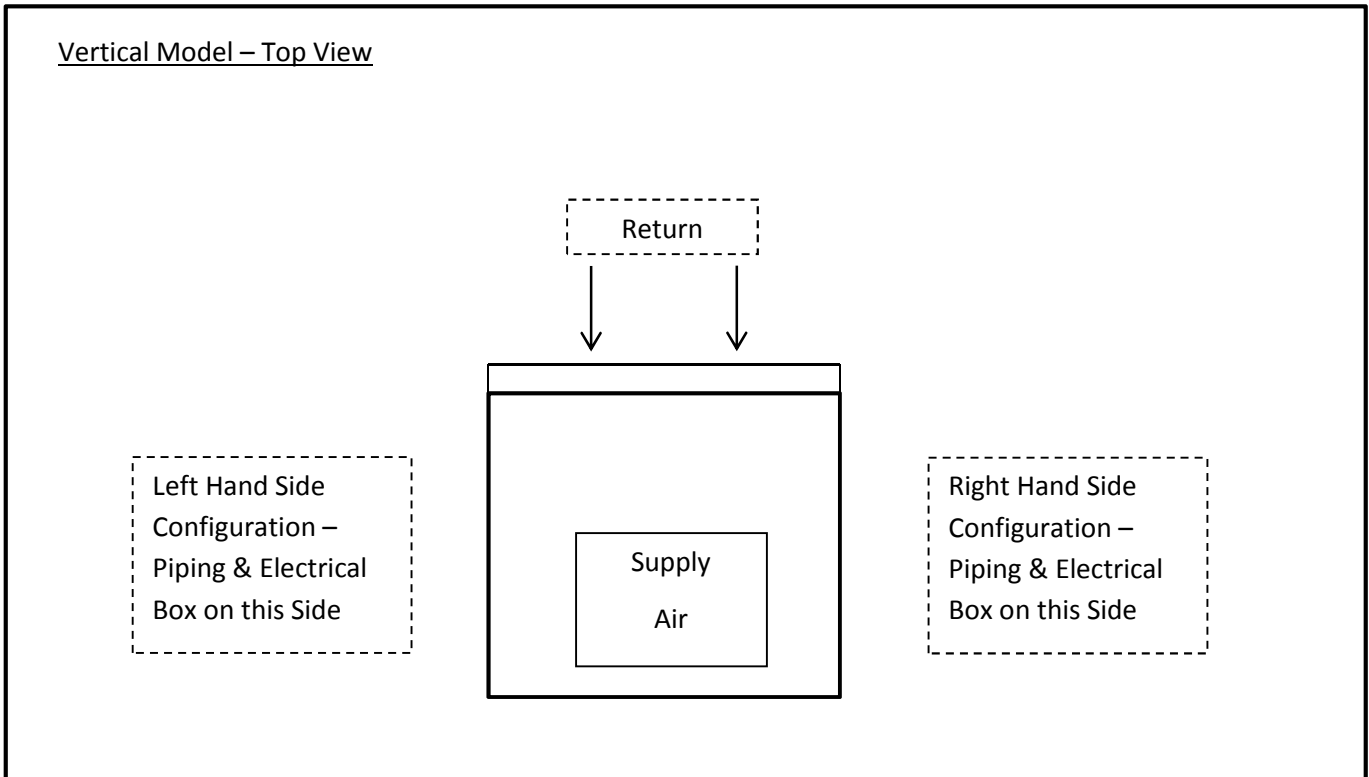 Vertical Model – Top View
Return
Left Hand Side
Configuration –
Piping & Electrical
Box on this Side
Supply
Air
Right Hand Side
Configuration –
Piping & Electrical
Box on this Side